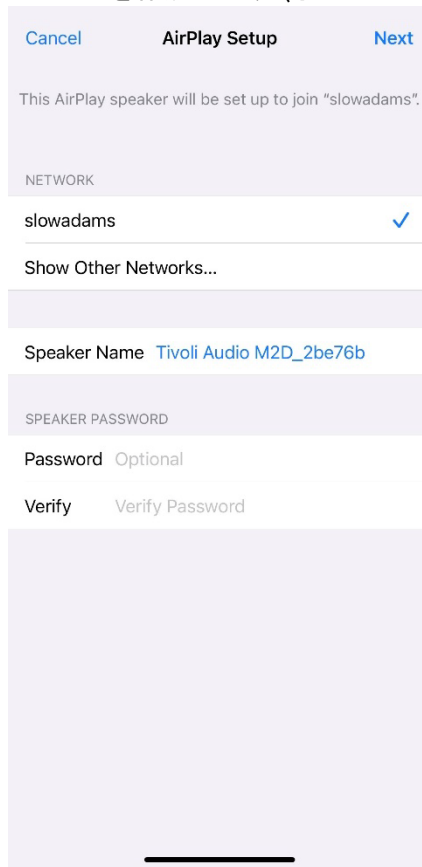 Cancel AirPlay Setup Next
This AirPlay speaker will be set up to join “slowadams”.
NETWORK
slowadams
Show Other Networks...
Speaker Name Tivoli Audio M2D_2be76b
SPEAKER PASSWORD
Password Optional
Verify Verify Password